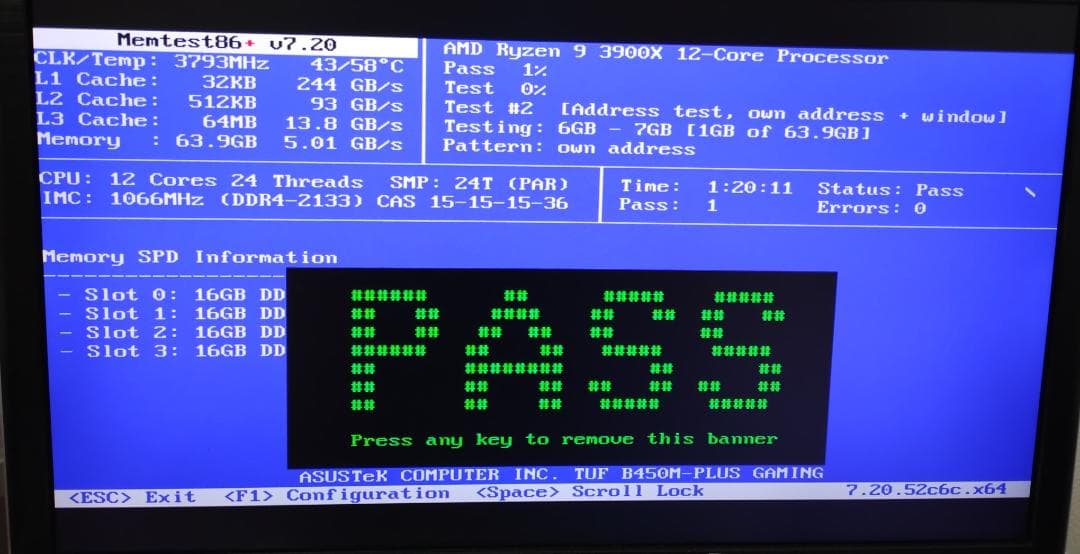 Memtest86+ v7.20
CLK/Temp: 3793MHz 43/58°C
L1 Cache: 32KB 244 GB/s
L2 Cache: 512KB 93 GB/s
L3 Cache: 64MB 13.8 GB/s
Memory : 63.9GB 5.01 GB/s
AMD Ryzen 9 3900X 12-Core Processor
Pass 1%
Test 0%
Test #2 [Address test, own address + window]
Testing: 6GB - 7GB [1GB of 63.9GB]
Pattern: own address
CPU: 12 Cores 24 Threads SMP: 24T (PAR)
IMC: 1066MHz (DDR4-2133) CAS 15-15-15-36
Time: 1:20:11 Status: Pass \
Pass: 1 Errors: 0
Memory SPD Information
- Slot 0: 16GB DD
- Slot 1: 16GB DD
- Slot 2: 16GB DD
- Slot 3: 16GB DD
PASS
Press any key to remove this banner
ASUSTeK COMPUTER INC. TUF B450M-PLUS GAMING
<ESC> Exit <F1> Configuration <Space> Scroll Lock 7.20.52c6c.x64